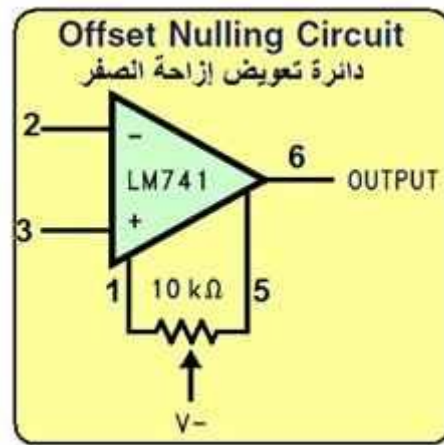 Offset Nulling Circuit
دائرة تعويض إزاحة الصفر
2
-
6
LM741
OUTPUT
3
+
1
10 kΩ
5
V-